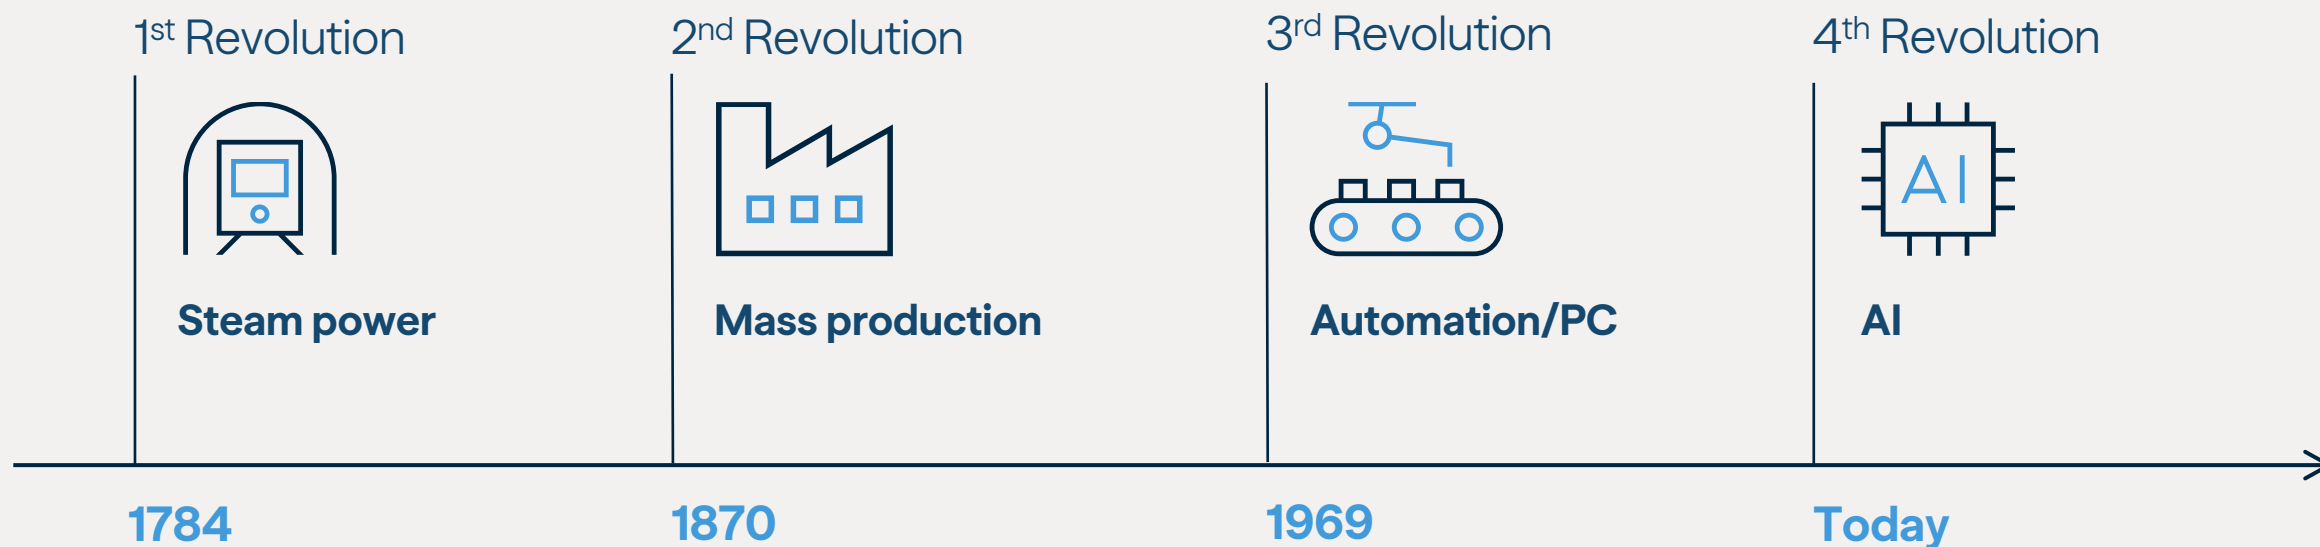 1st Revolution
2nd Revolution
3rd Revolution
4th Revolution
AI
Steam power
Mass production
Automation/PC
AI
1784
1870
1969
Today